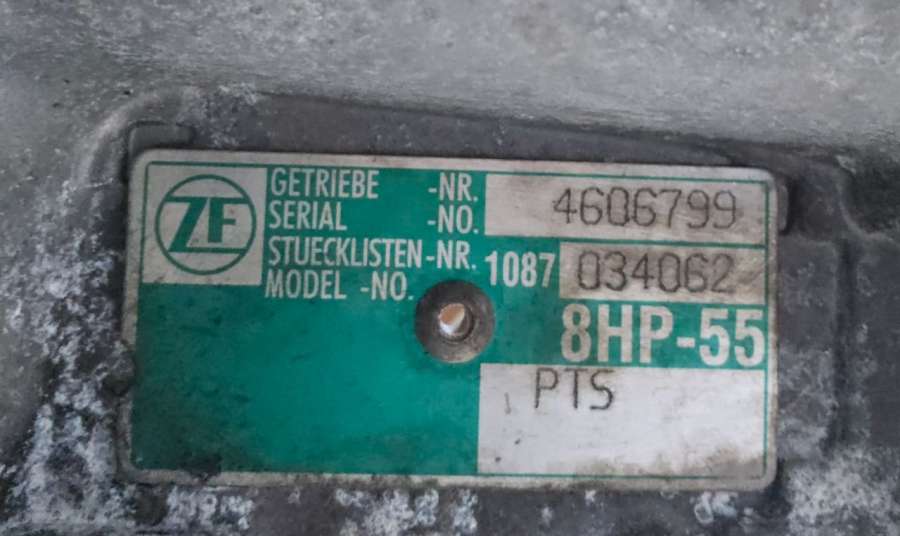 ZF
GETRIEBE -NR.
SERIAL -NO. 4606799
STUECKLISTEN-NR.
MODEL -NO. 1087 034062
8HP-55
PTS